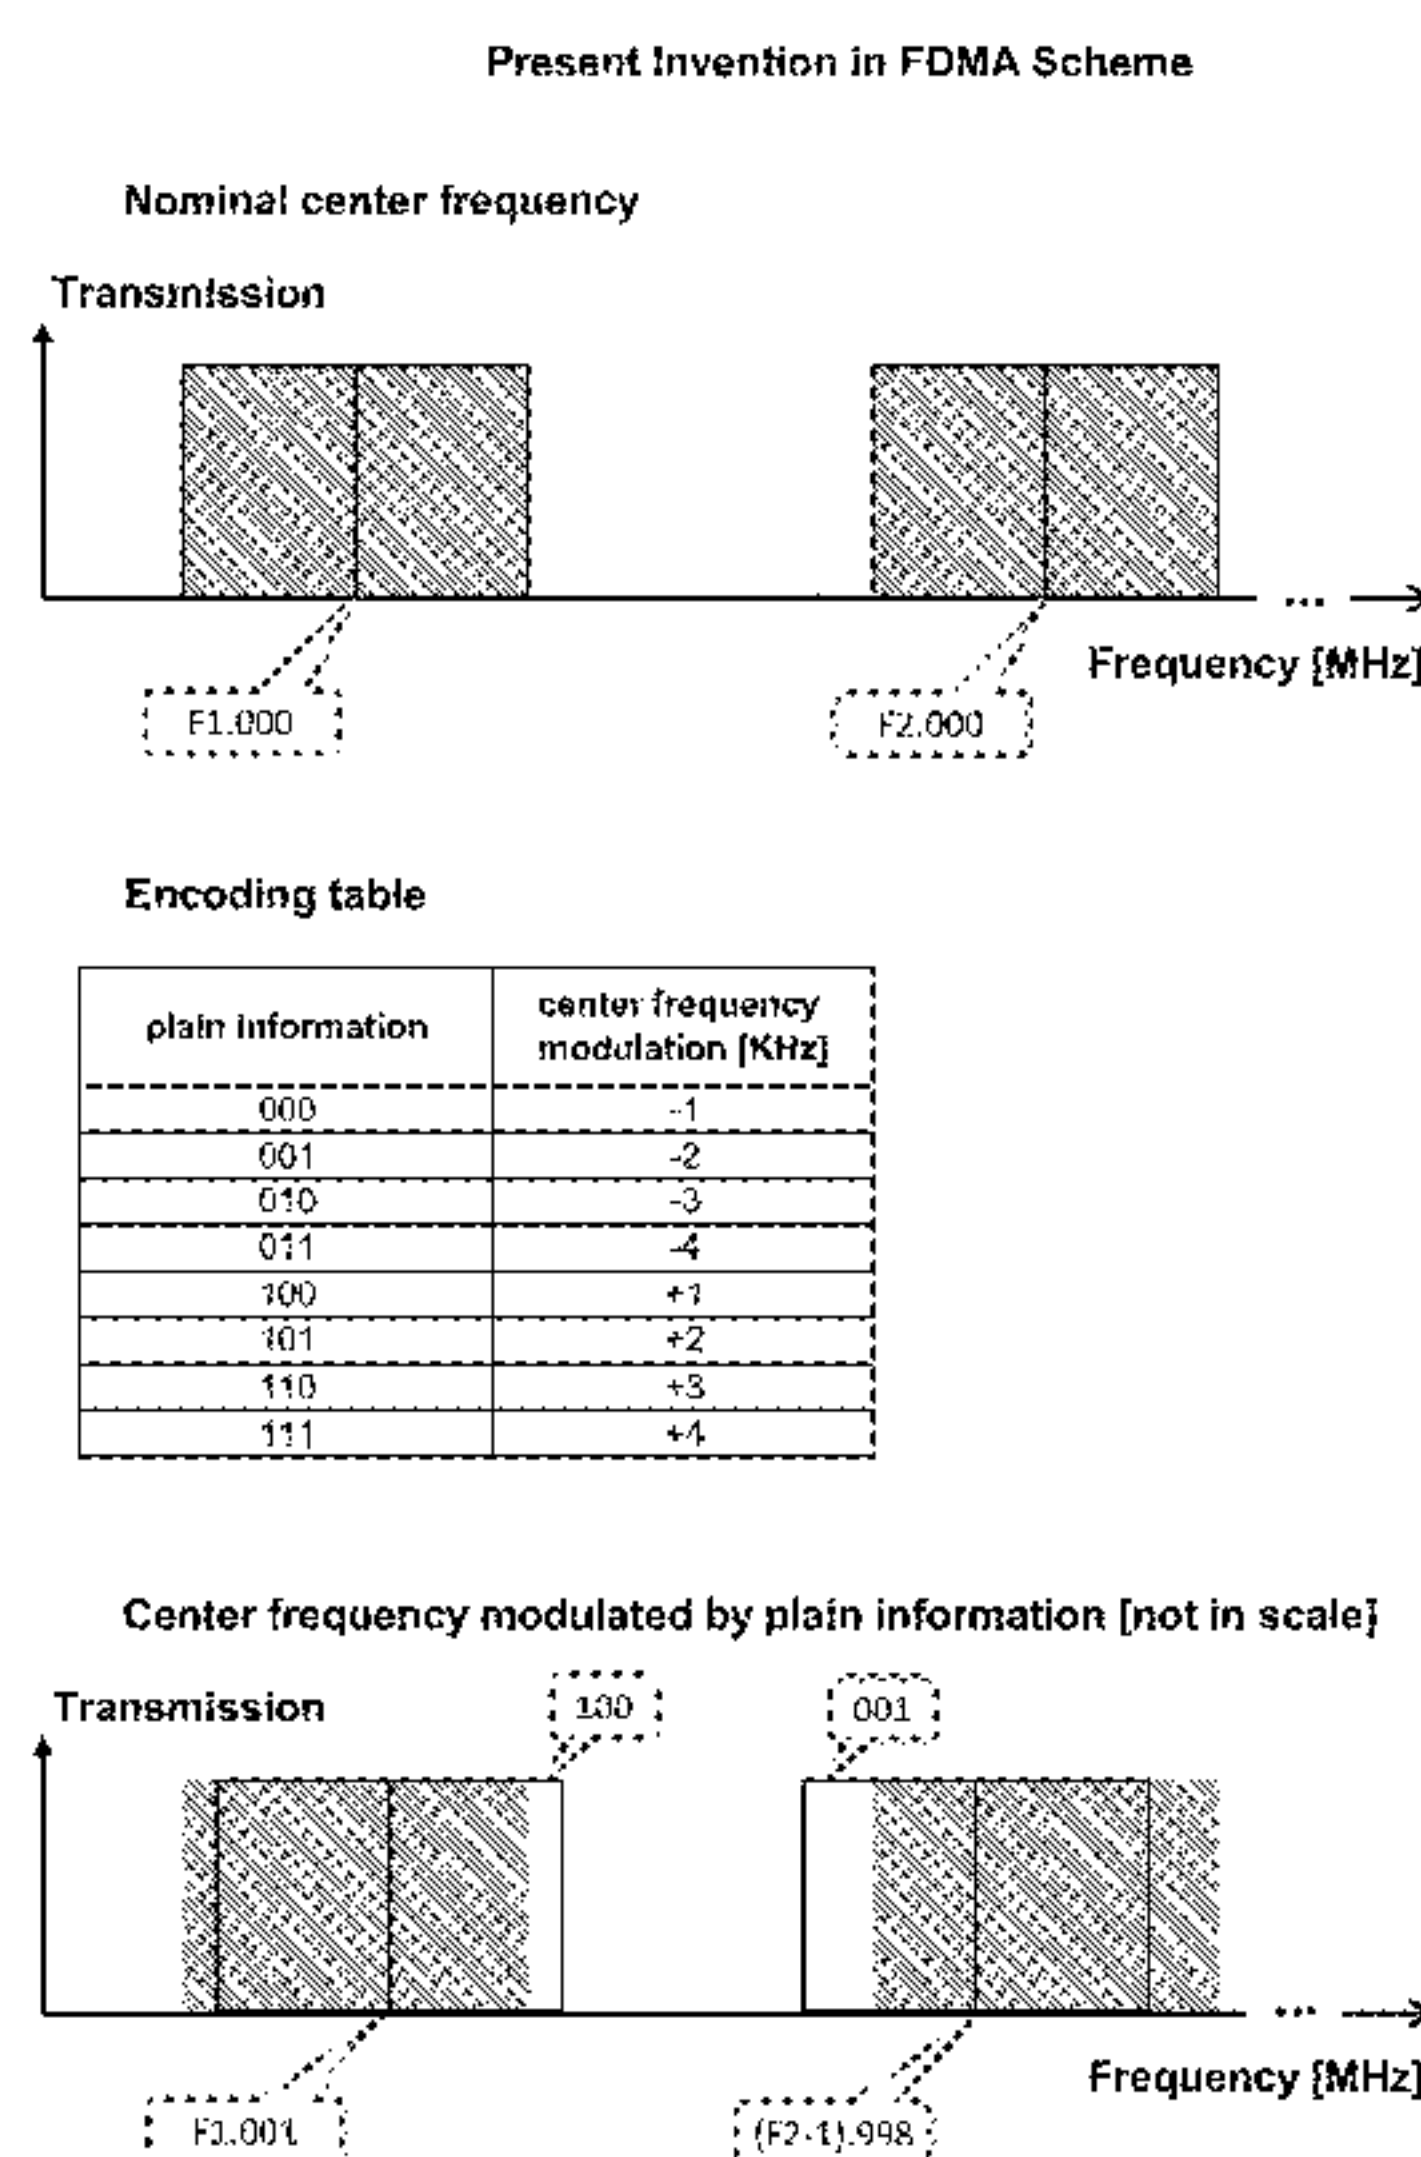 Present Invention in FDMA Scheme
Nominal center frequency
Transmission
...
Frequency [MHz]
F1.000
F2.000
Encoding table
plain information
center frequency
modulation [KHz]
000 -1
001 -2
010 -3
011 -4
100 +1
101 +2
110 +3
111 +4
Center frequency modulated by plain information [not in scale]
Transmission
100
001
...
Frequency [MHz]
F1.001
(F2-1).998